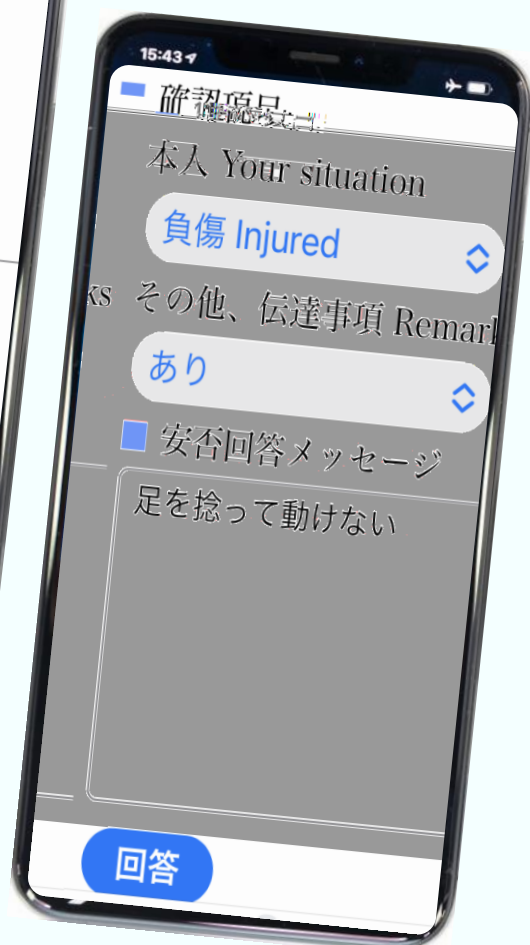 15:43
確認項目
本人 Your situation
負傷 Injured
ks
その他、伝達事項 Remark
あり
安否回答メッセージ
足を捻って動けない
回答